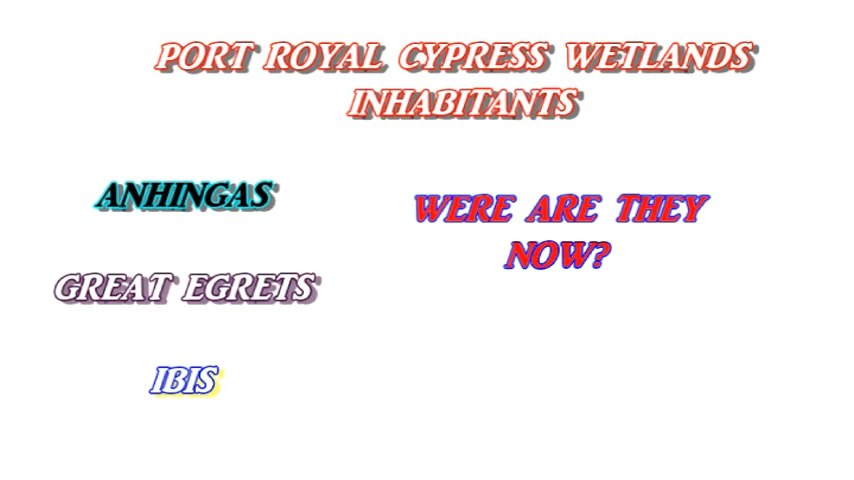 PORT ROYAL CYPRESS WETLANDS
INHABITANTS
ANHINGAS
GREAT EGRETS
IBIS
WERE ARE THEY
NOW?